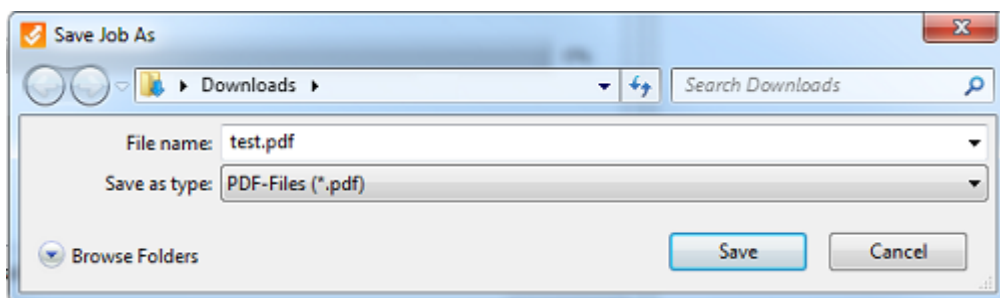 Save Job As
Downloads
Search Downloads
File name: test.pdf
Save as type: PDF-Files (*.pdf)
Browse Folders
Save
Cancel